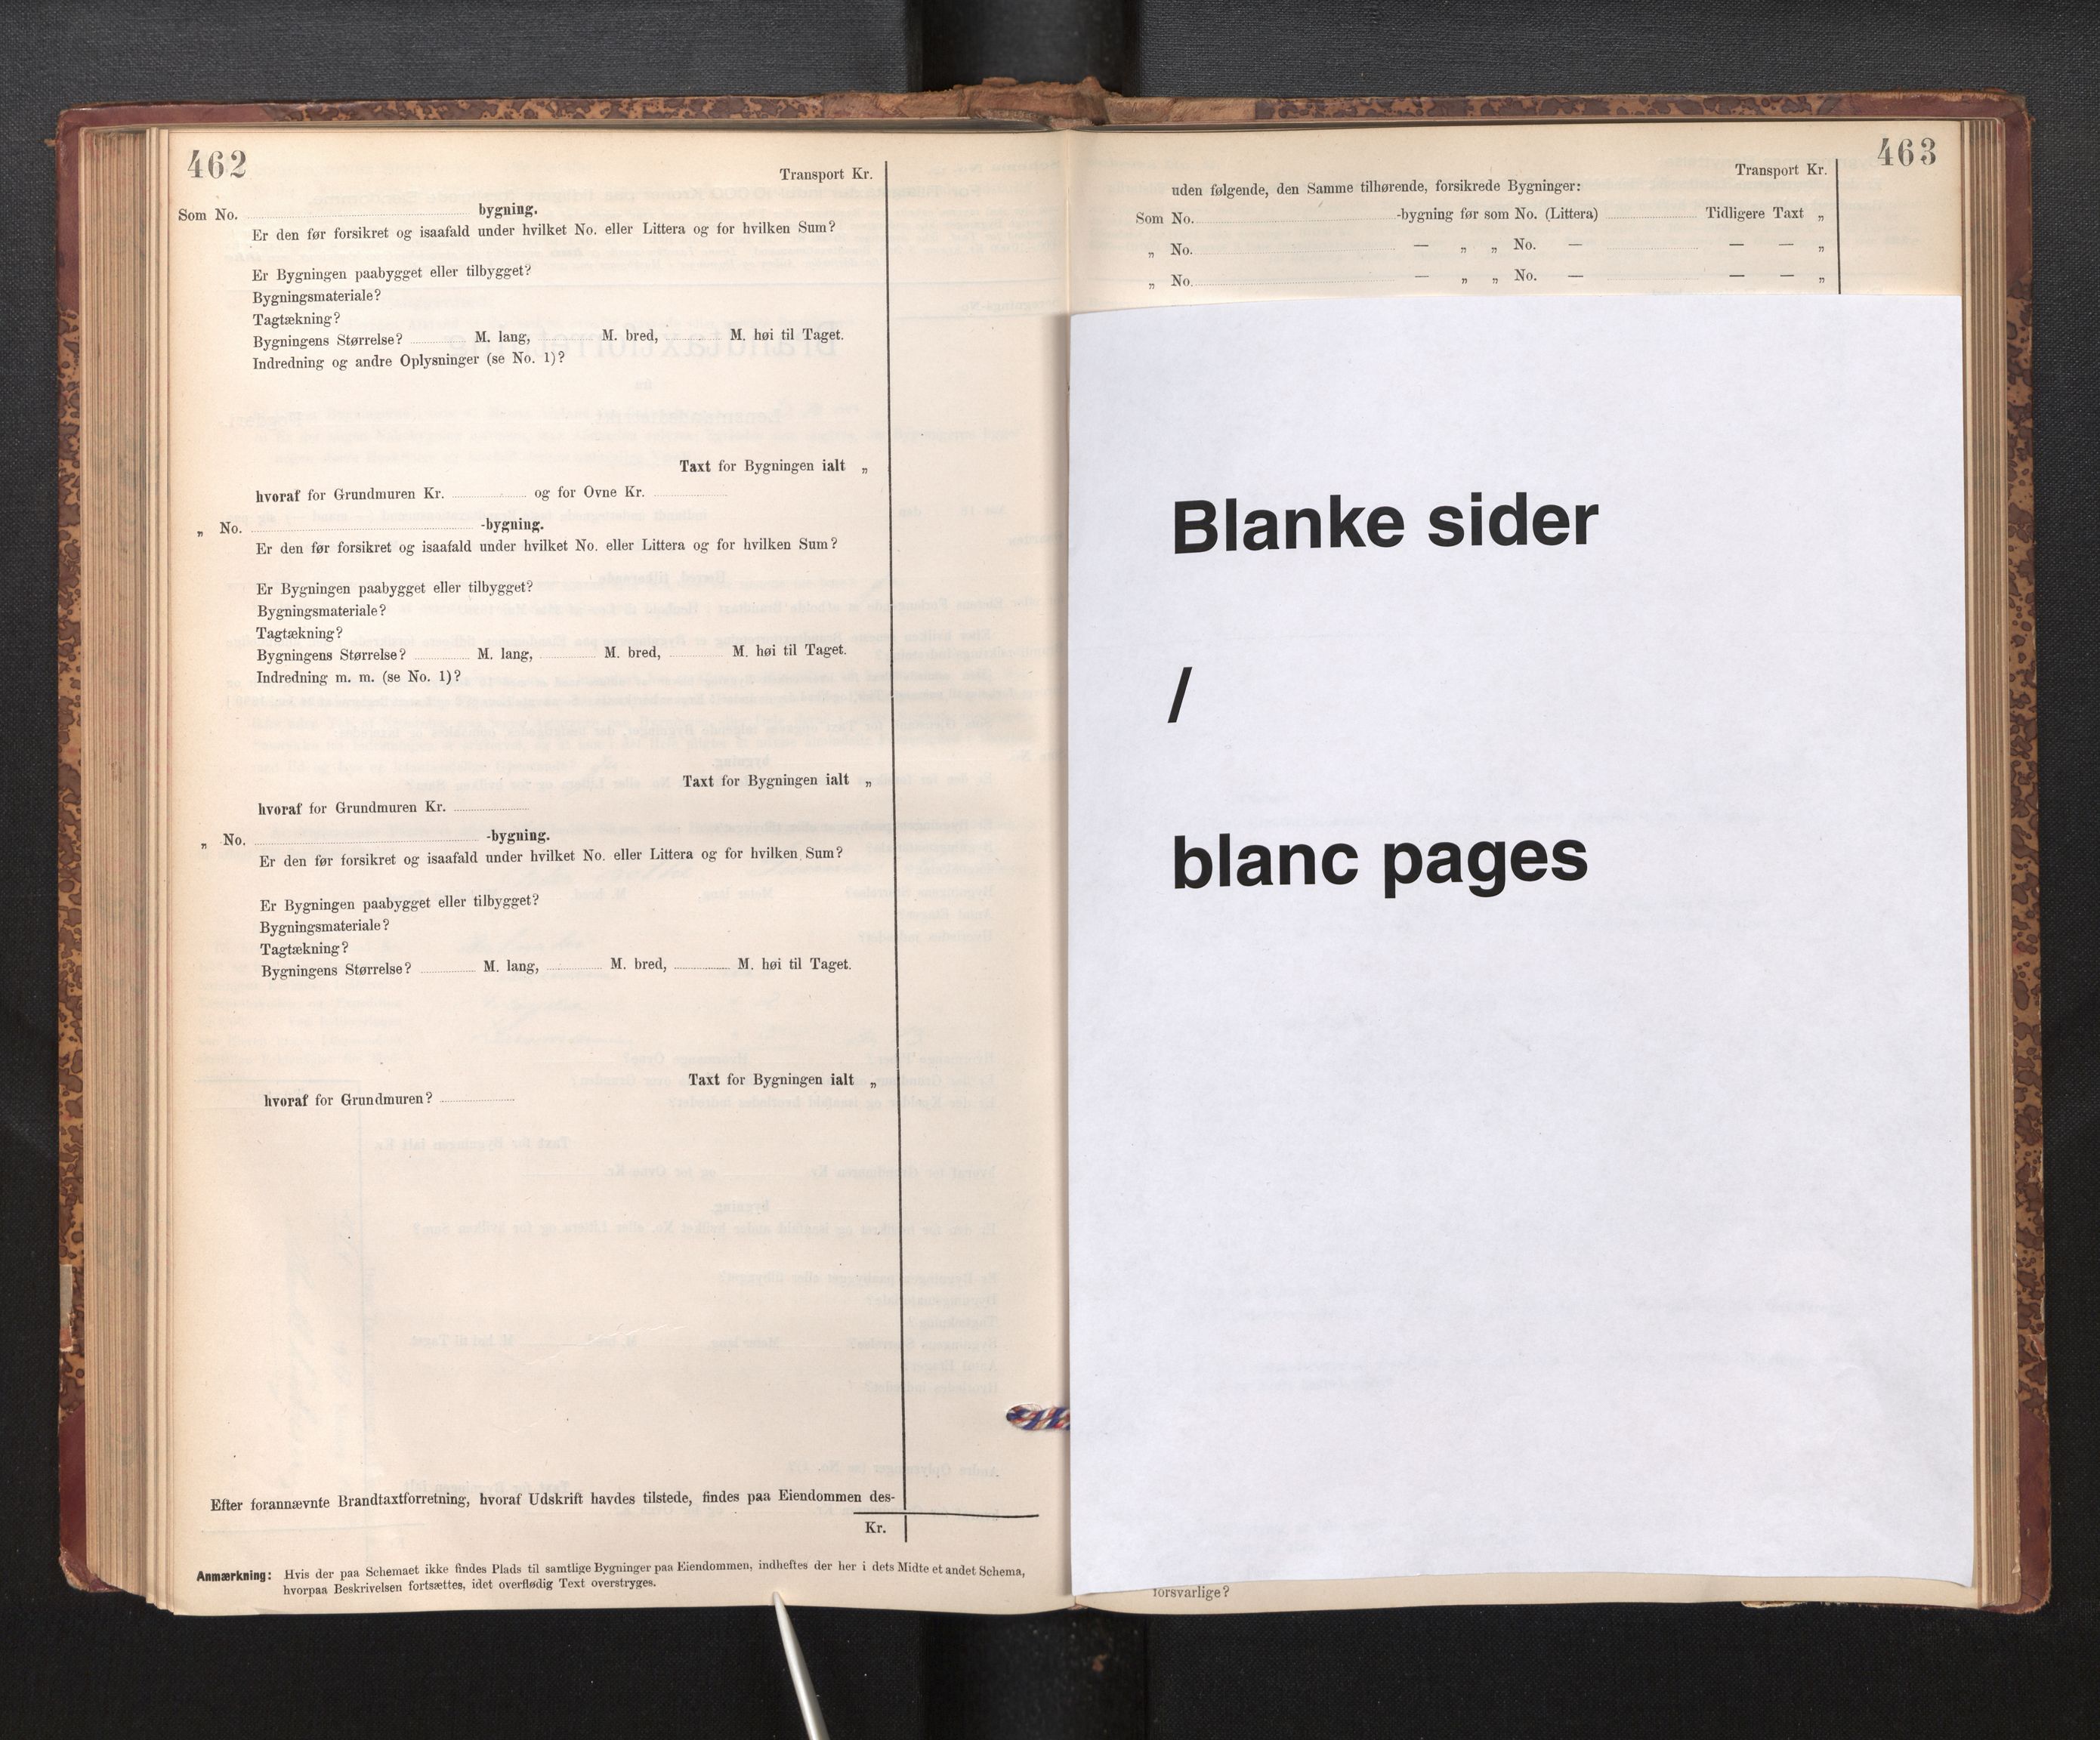 462
Transport Kr.
Som No. bygning.
Er den før forsikret og isaafald under hvilket No. eller Littera og for hvilken Sum?
Er Bygningen paabygget eller tilbygget?
Bygningsmateriale?
Tagtækning?
Bygningens Størrelse? M. lang, M. bred, M. høi til Taget.
Indredning og andre Oplysninger (se No. 1)?
Taxt for Bygningen ialt „
hvoraf for Grundmuren Kr. og for Ovne Kr.
„ No. -bygning.
Er den før forsikret og isaafald under hvilket No. eller Littera og for hvilken Sum?
Er Bygningen paabygget eller tilbygget?
Bygningsmateriale?
Tagtækning?
Bygningens Størrelse? M. lang, M. bred, M. høi til Taget.
Indredning m. m. (se No. 1)?
Taxt for Bygningen ialt „
hvoraf for Grundmuren Kr.
„ No. -bygning.
Er den før forsikret og isaafald under hvilket No. eller Littera og for hvilken Sum?
Er Bygningen paabygget eller tilbygget?
Bygningsmateriale?
Tagtækning?
Bygningens Størrelse? M. lang, M. bred, M. høi til Taget.
Taxt for Bygningen ialt „
hvoraf for Grundmuren?
Efter forannævnte Brandtaxtforretning, hvoraf Udskrift havdes tilstede, findes paa Eiendommen des-
Kr.
Anmærkning: Hvis der paa Schemaet ikke findes Plads til samtlige Bygninger paa Eiendommen, indheftes der her i dets Midte et andet Schema,
hvorpaa Beskrivelsen fortsættes, idet overflødig Text overstryges.
463
Transport Kr.
uden følgende, den Samme tilhørende, forsikrede Bygninger:
Som No. -bygning før som No. (Littera) Tidligere Taxt „
„ No. — „ „ No. — — — „
„ No. — „ „ No. — — — „
Blanke sider
/
blanc pages
forsvarlige?